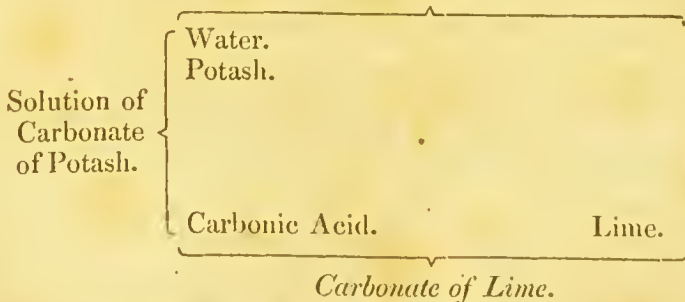 Water.
Potash.
Solution of
Carbonate
of Potash.
Carbonic Acid. Lime.
Carbonate of Lime.